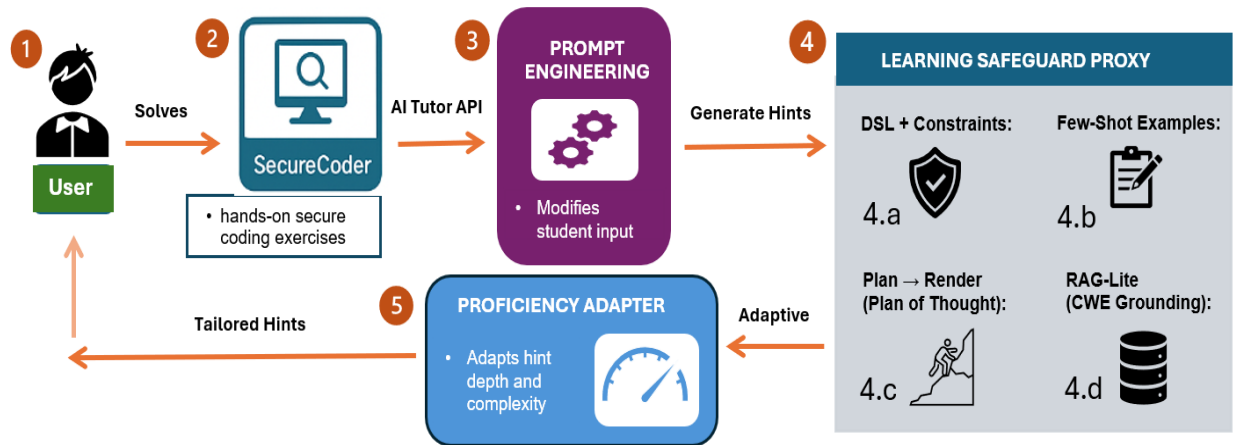 1
User
Solves
2
SecureCoder
• hands-on secure
coding exercises
AI Tutor API
3
PROMPT
ENGINEERING
• Modifies
student input
Generate Hints
4
LEARNING SAFEGUARD PROXY
DSL + Constraints:
4.a
Few-Shot Examples:
4.b
Plan → Render
(Plan of Thought):
4.c
RAG-Lite
(CWE Grounding):
4.d
Adaptive
5
PROFICIENCY ADAPTER
• Adapts hint
depth and
complexity
Tailored Hints